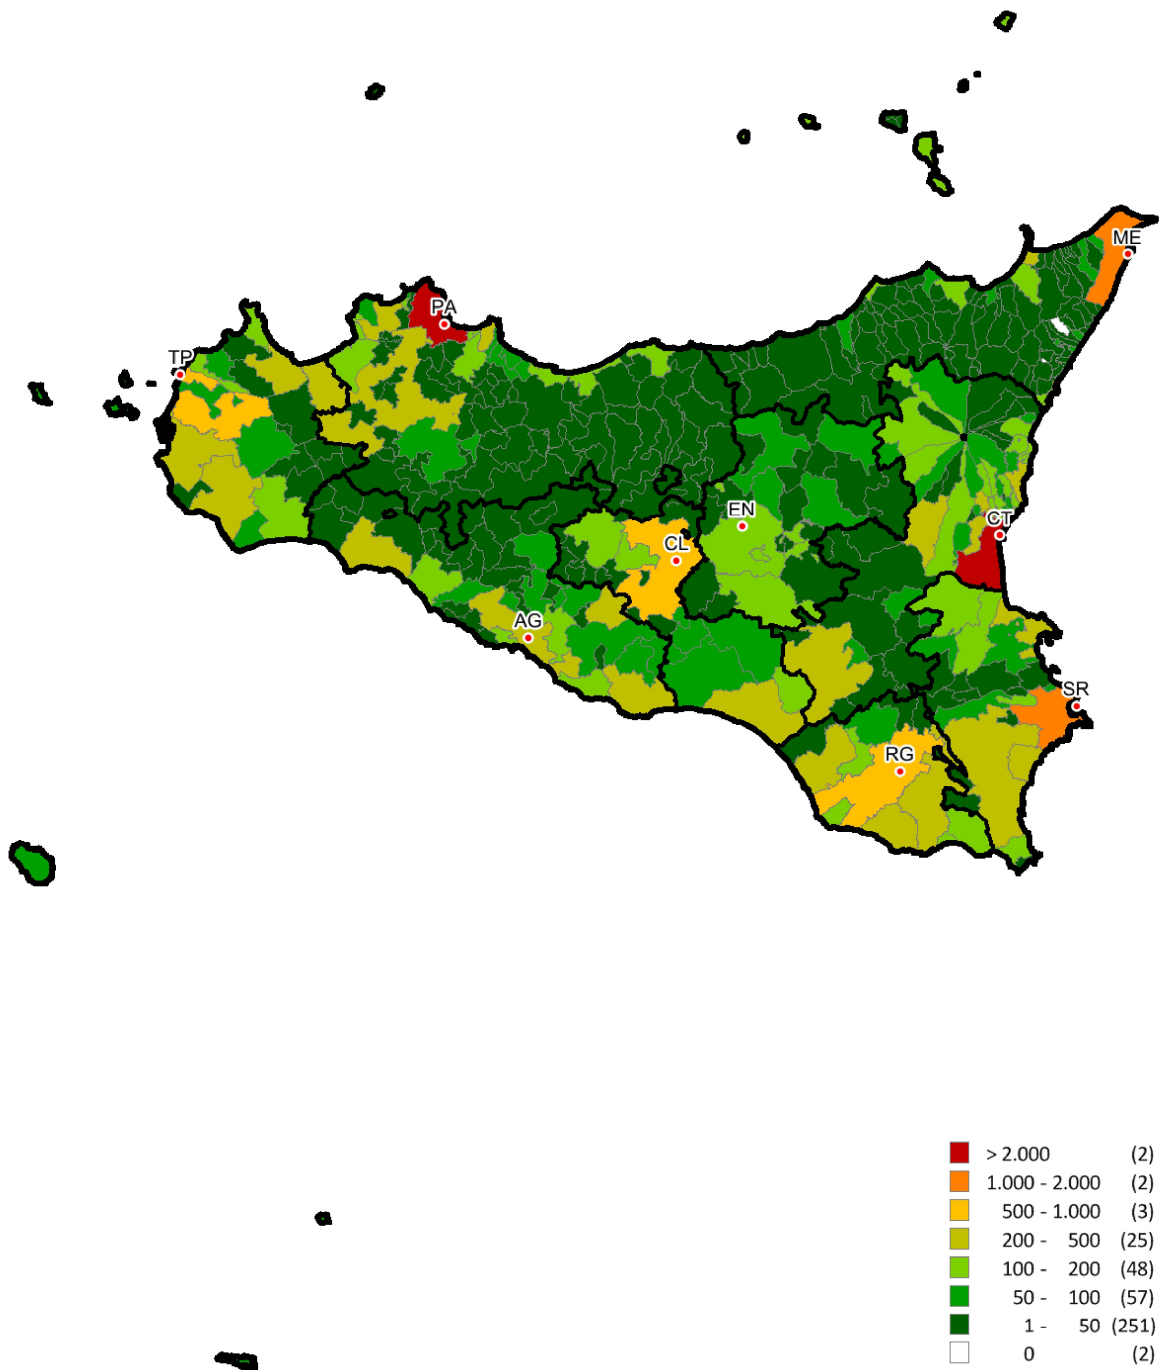 ME
PA
TP
EN
CT
CL
AG
SR
RG
> 2.000 (2)
1.000 - 2.000 (2)
500 - 1.000 (3)
200 - 500 (25)
100 - 200 (48)
50 - 100 (57)
1 - 50 (251)
0 (2)